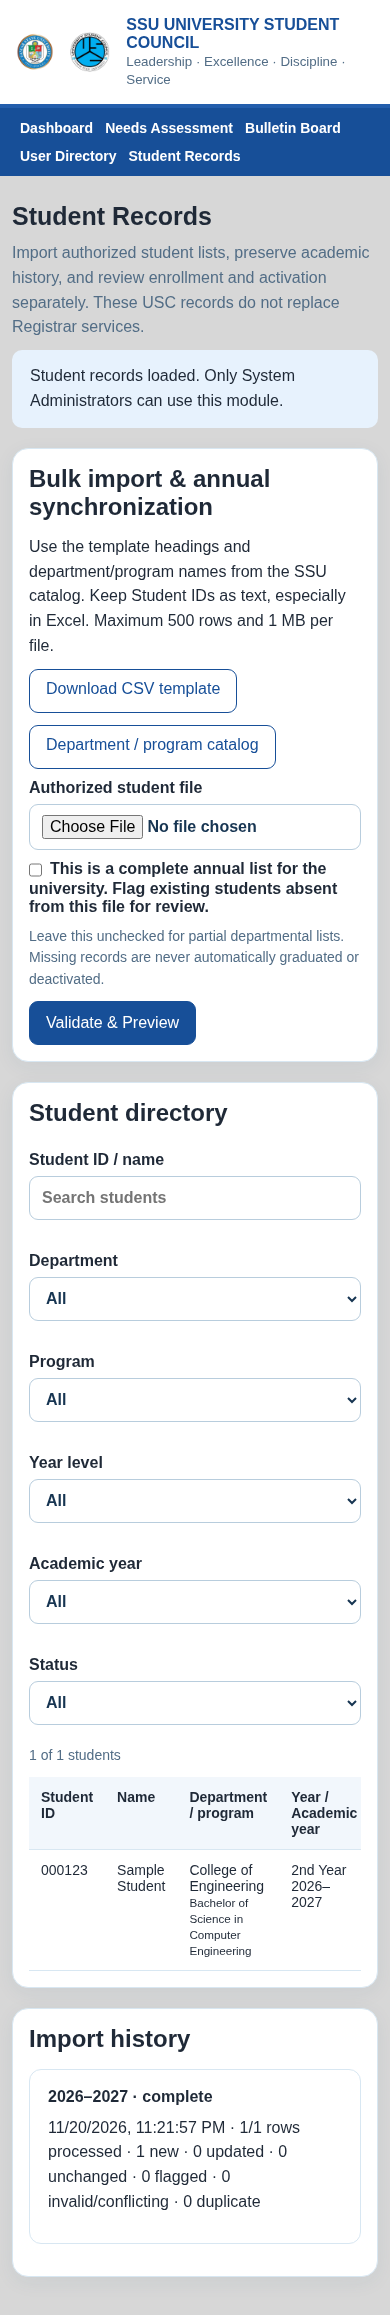 SSU UNIVERSITY STUDENT
COUNCIL
Leadership · Excellence · Discipline ·
Service
Dashboard Needs Assessment Bulletin Board
User Directory Student Records
Student Records
Import authorized student lists, preserve academic
history, and review enrollment and activation
separately. These USC records do not replace
Registrar services.
Student records loaded. Only System
Administrators can use this module.
Bulk import & annual
synchronization
Use the template headings and
department/program names from the SSU
catalog. Keep Student IDs as text, especially
in Excel. Maximum 500 rows and 1 MB per
file.
Download CSV template
Department / program catalog
Authorized student file
Choose File No file chosen
This is a complete annual list for the
university. Flag existing students absent
from this file for review.
Leave this unchecked for partial departmental lists.
Missing records are never automatically graduated or
deactivated.
Validate & Preview
Student directory
Student ID / name
Search students
Department
All
Program
All
Year level
All
Academic year
All
Status
All
1 of 1 students
Student ID Name Department / program Year / Academic year
000123 Sample Student College of Engineering 2nd Year 2026–2027
Bachelor of
Science in
Computer
Engineering
Import history
2026–2027 · complete
11/20/2026, 11:21:57 PM · 1/1 rows
processed · 1 new · 0 updated · 0
unchanged · 0 flagged · 0
invalid/conflicting · 0 duplicate